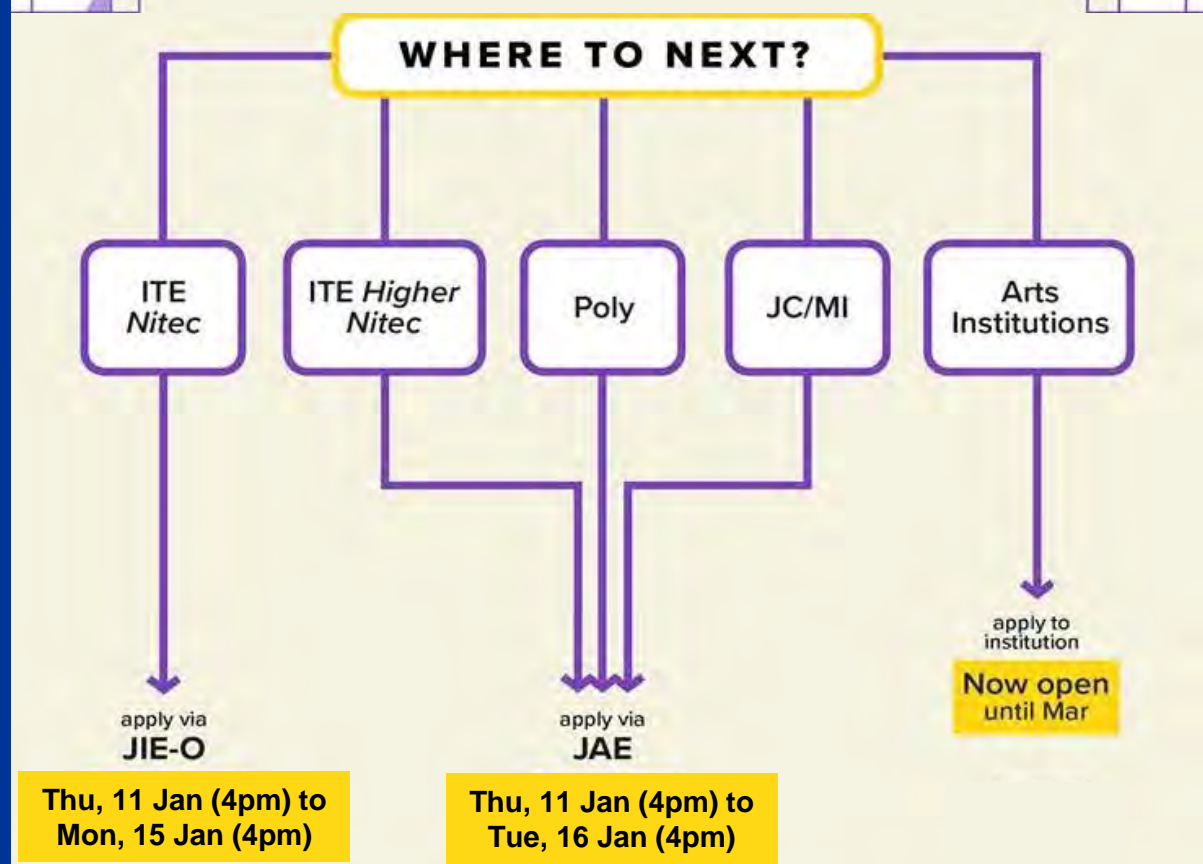 WHERE TO NEXT?
ITE
Nitec
ITE Higher
Nitec
Poly
JC/MI
Arts
Institutions
apply to
institution
Now open
until Mar
apply via
JIE-O
Thu, 11 Jan (4pm) to
Mon, 15 Jan (4pm)
apply via
JAE
Thu, 11 Jan (4pm) to
Tue, 16 Jan (4pm)